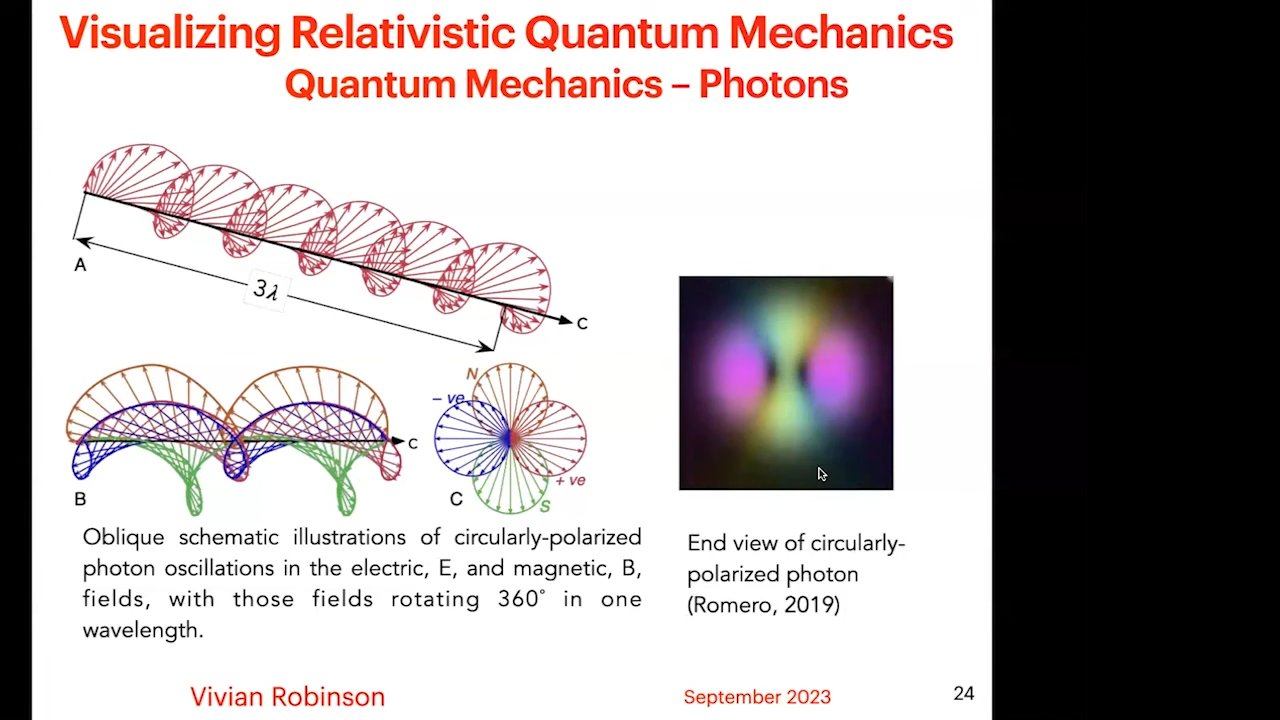 Visualizing Relativistic Quantum Mechanics
Quantum Mechanics – Photons
A
3λ
C
B
C
N
– ve
+ ve
S
C
Oblique schematic illustrations of circularly-polarized
photon oscillations in the electric, E, and magnetic, B,
fields, with those fields rotating 360˚ in one
wavelength.
End view of circularly-
polarized photon
(Romero, 2019)
Vivian Robinson
September 2023
24